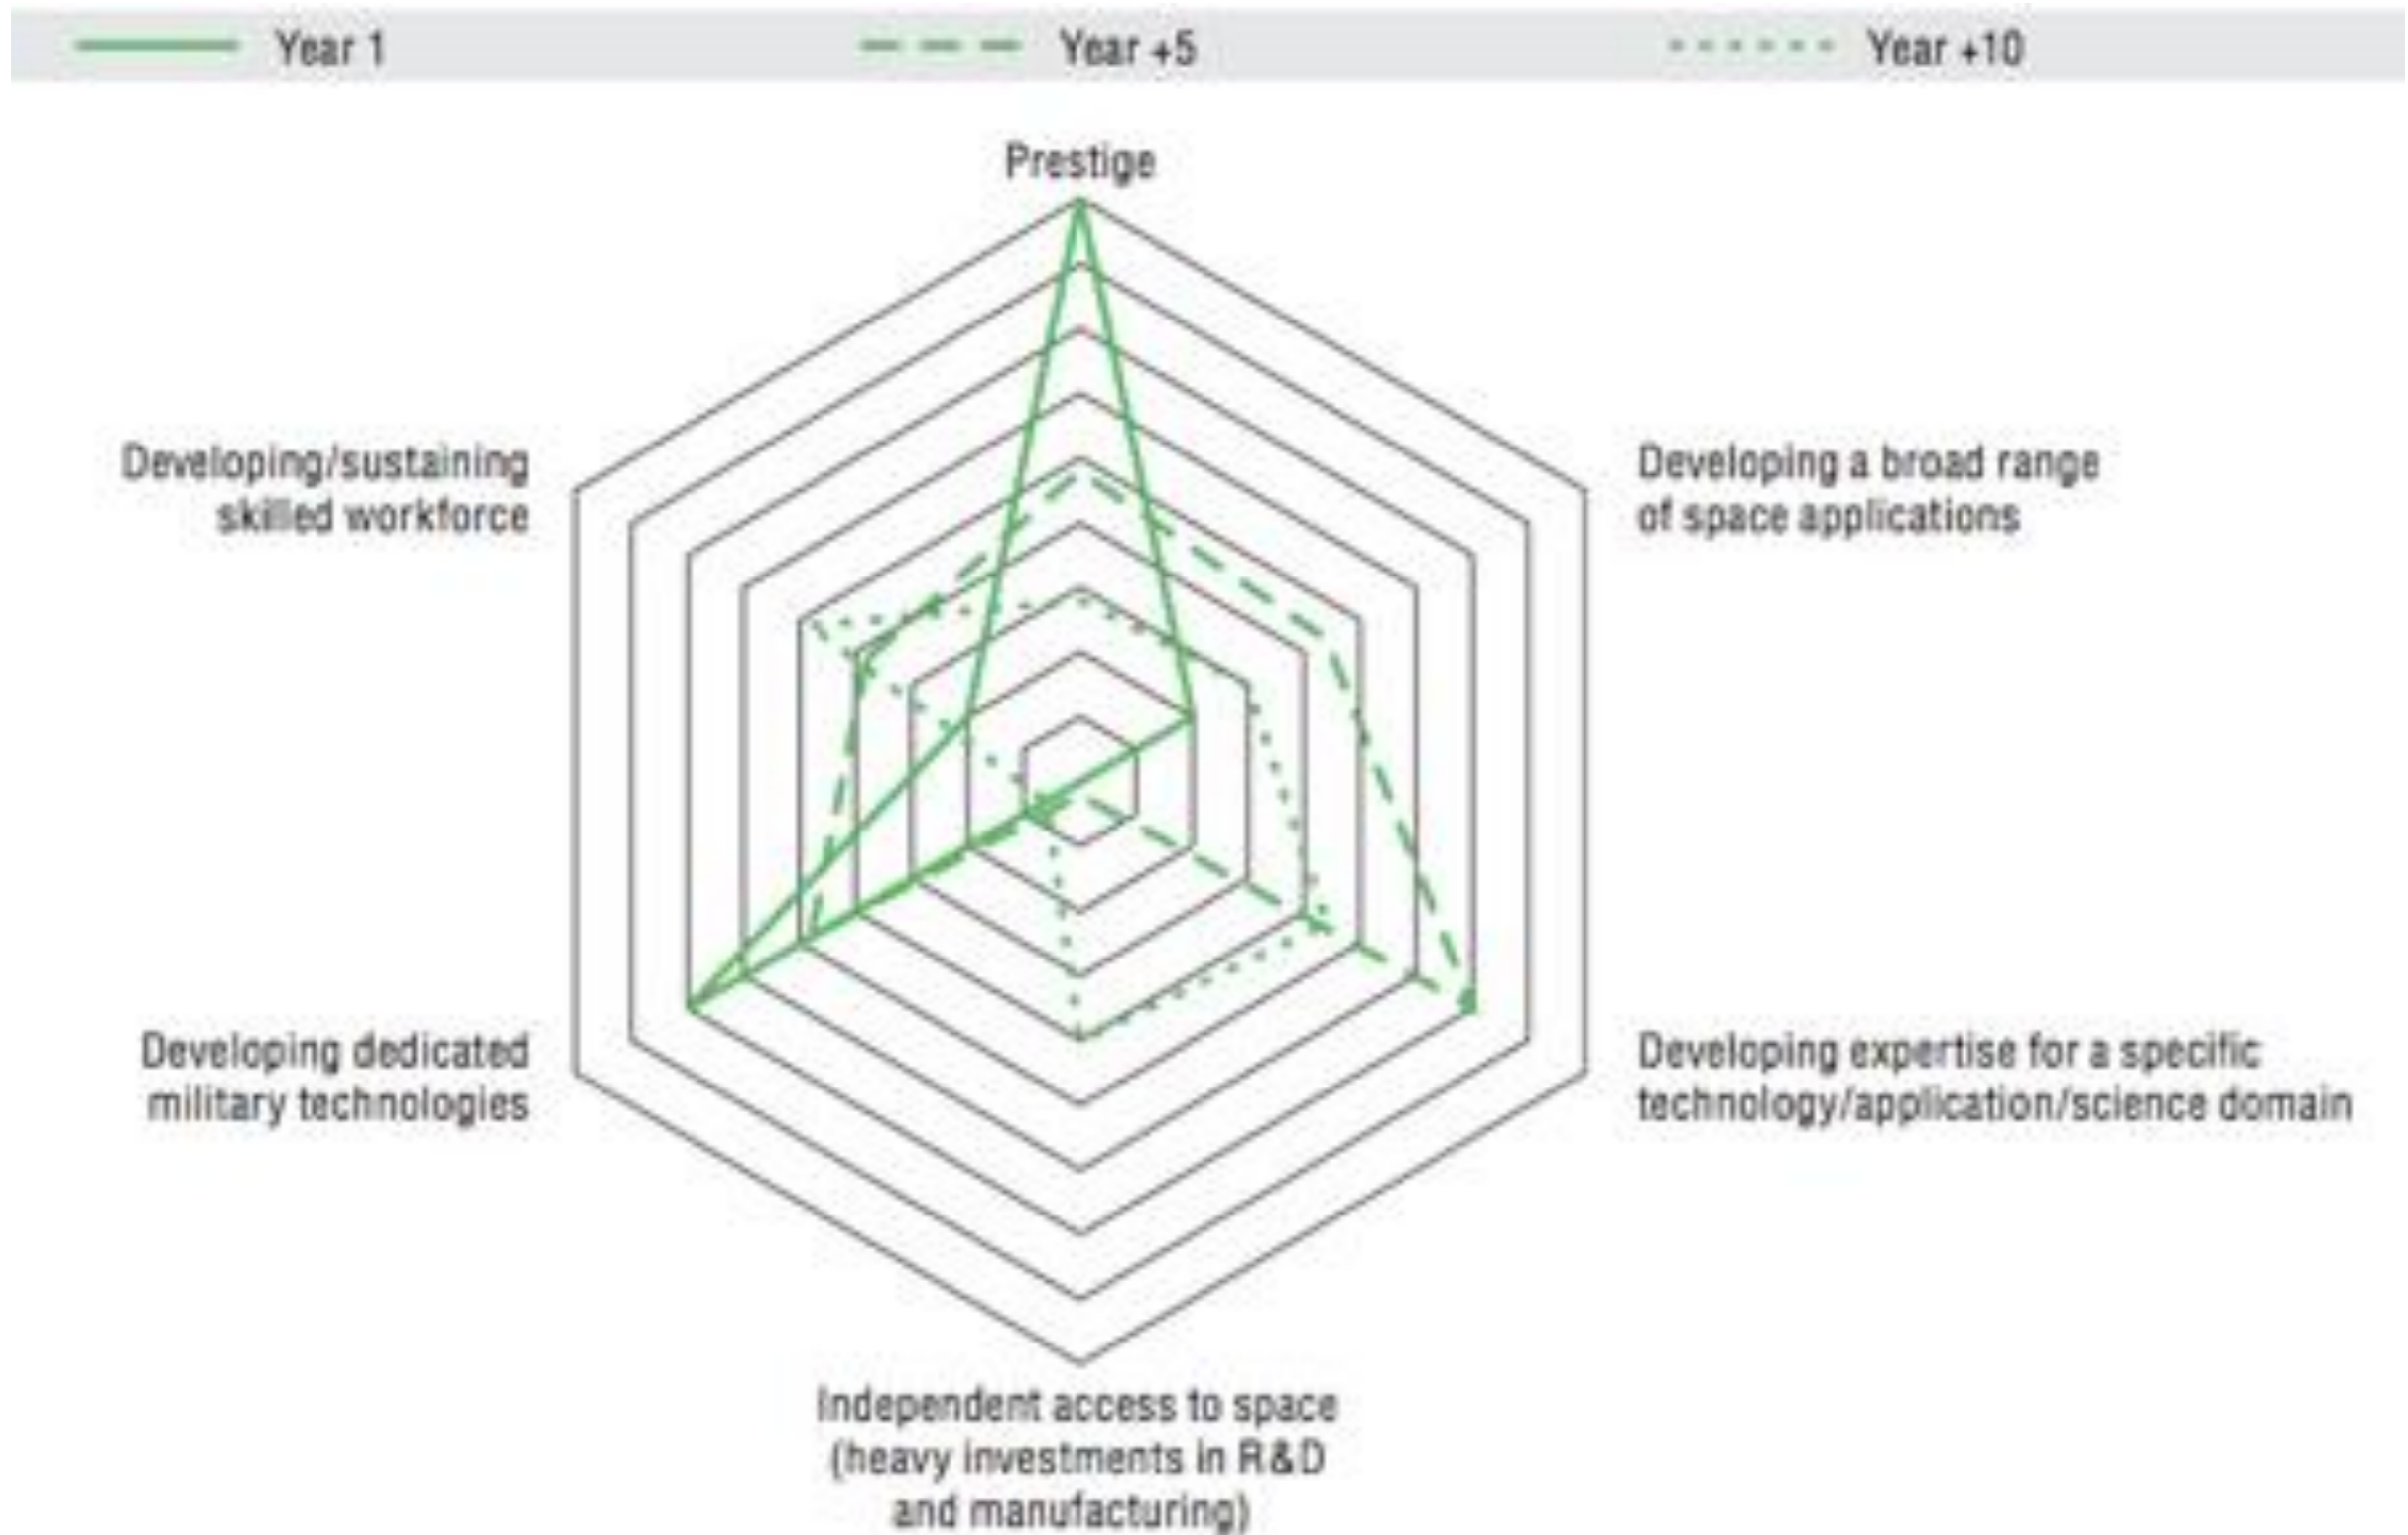 Year 1
Year +5
Year +10
Prestige
Developing/sustaining
skilled workforce
Developing a broad range
of space applications
Developing dedicated
military technologies
Developing expertise for a specific
technology/application/science domain
Independent access to space
(heavy investments in R&D
and manufacturing)